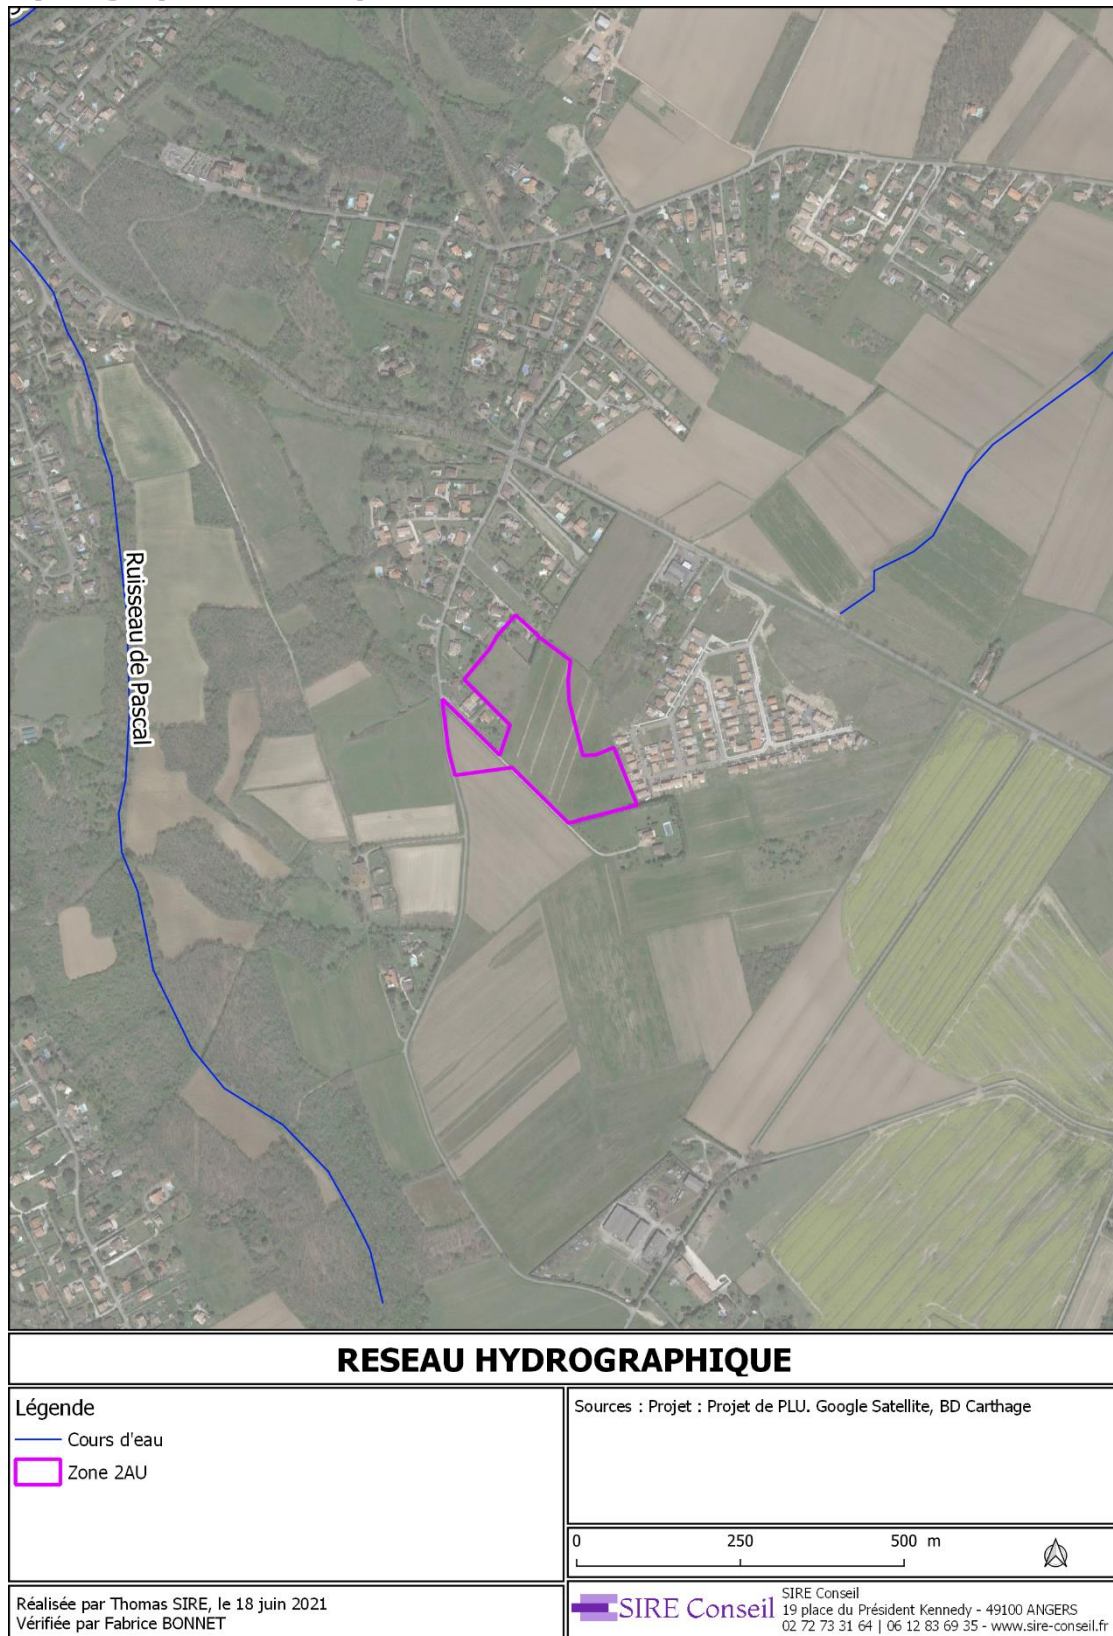 Ruisseau de Pascal
RESEAU HYDROGRAPHIQUE
Légende
Cours d'eau
Zone 2AU
Sources : Projet : Projet de PLU. Google Satellite, BD Carthage
0 250 500 m
Réalisée par Thomas SIRE, le 18 juin 2021
Vérifiée par Fabrice BONNET
SIRE Conseil
SIRE Conseil
19 place du Président Kennedy - 49100 ANGERS
02 72 73 31 64 | 06 12 83 69 35 - www.sire-conseil.fr